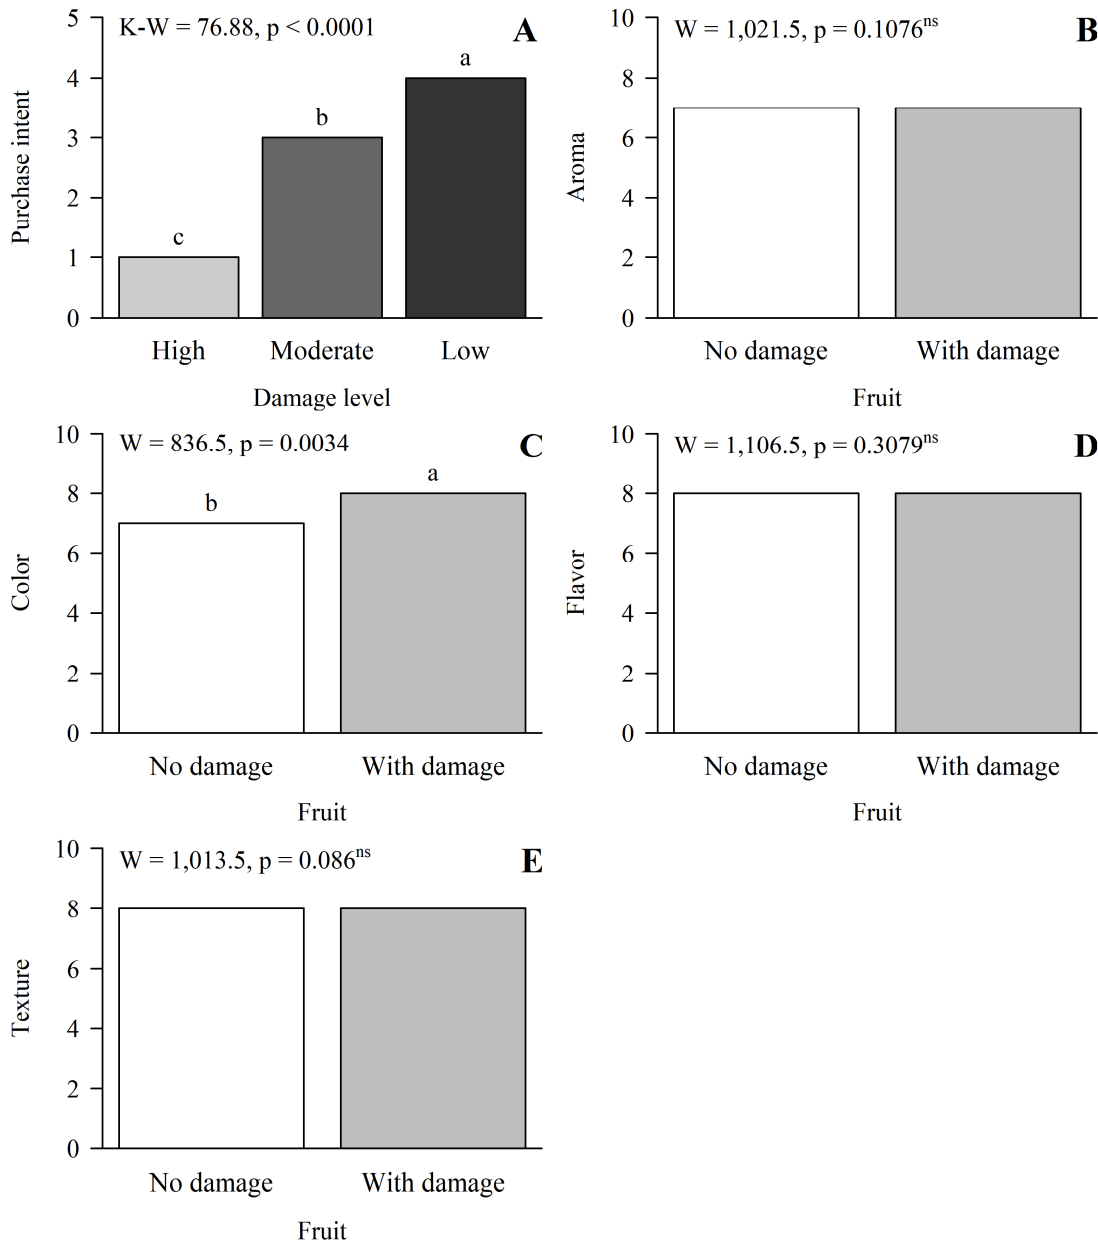 K-W = 76.88, p < 0.0001
A
Purchase intent
5
4
3
2
1
0
c
b
a
High
Moderate
Low
Damage level
W = 1,021.5, p = 0.1076ns
B
Aroma
10
8
6
4
2
0
No damage
With damage
Fruit
W = 836.5, p = 0.0034
C
Color
10
8
6
4
2
0
b
a
No damage
With damage
Fruit
W = 1,106.5, p = 0.3079ns
D
Flavor
10
8
6
4
2
0
No damage
With damage
Fruit
W = 1,013.5, p = 0.086ns
E
Texture
10
8
6
4
2
0
No damage
With damage
Fruit